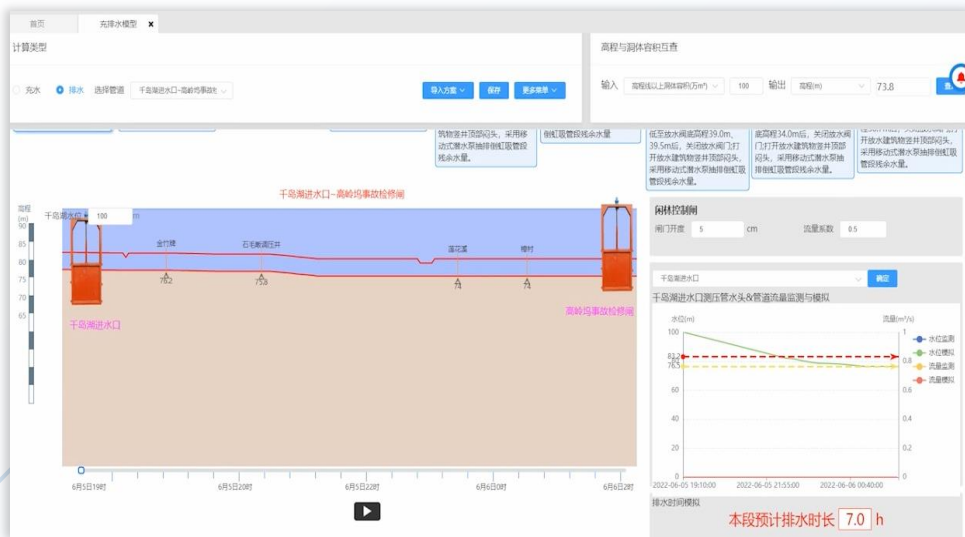 首页
充排水模型 ×
计算类型
高程与洞体容积互查
充水
排水
选择管道
千岛湖进水口~高岭坞事故检
导入方案
保存
更多菜单
输入
高程线以上洞体容积(万m³)
100
输出
高程(m)
73.8
筑物竖井顶部闷头，采用移
动式潜水泵抽排倒虹吸管段
残余水量。
倒虹吸管段残余水量
低至放水阀底高程39.0m、
39.5m后，关闭放水阀门;打
开放水建筑物竖井顶部闷头，
采用移动式潜水泵抽排倒虹吸
管段残余水量。
底高程34.0m后，关闭放水阀
门;打开放水建筑物竖井顶部
闷头，采用移动式潜水泵抽
排倒虹吸管段残余水量。
门;打开放水建筑物竖井顶部
闷头，采用移动式潜水泵抽
排倒虹吸管段残余水量。
千岛湖进水口~高岭坞事故检修闸
高程
(m)
90
85
80
75
70
65
千岛湖水位
100
m
金竹牌
石毛畈调压井
莲花溪
樟村
76.2
75.8
74
74
千岛湖进水口
高岭坞事故检修闸
6月5日19时
6月5日20时
6月5日22时
6月6日0时
6月6日2时
闲林控制闸
闸门开度
5
cm
流量系数
0.5
千岛湖进水口
确定
千岛湖进水口测压管水头&管道流量监测与模拟
水位(m)
流量(m³/s)
100
83.2
80
76.5
60
40
20
0
1
0.8
0.6
0.4
0.2
0
水位监测
水位模拟
流量监测
流量模拟
2022-06-05 19:10:00
2022-06-05 21:55:00
2022-06-06 00:40:00
排水时间模拟
本段预计排水时长 7.0 h